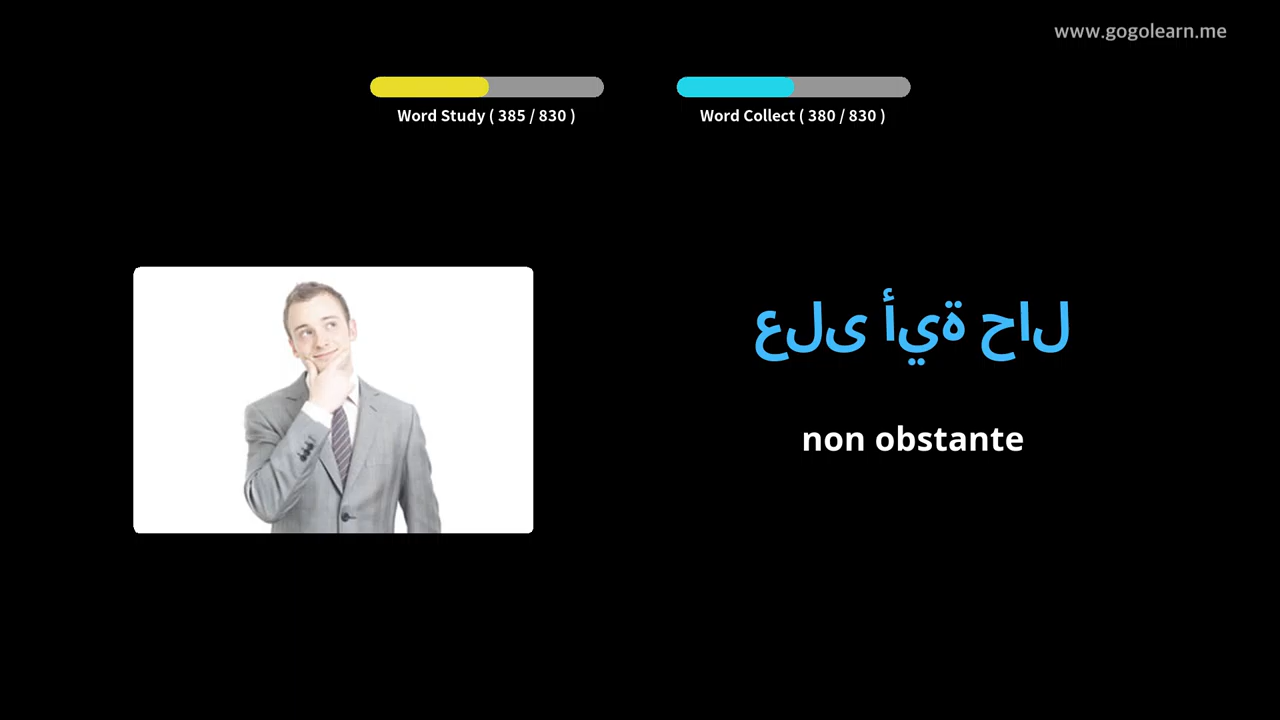 www.gogolearn.me
Word Study ( 385 / 830 )
Word Collect ( 380 / 830 )
على أية حال
non obstante